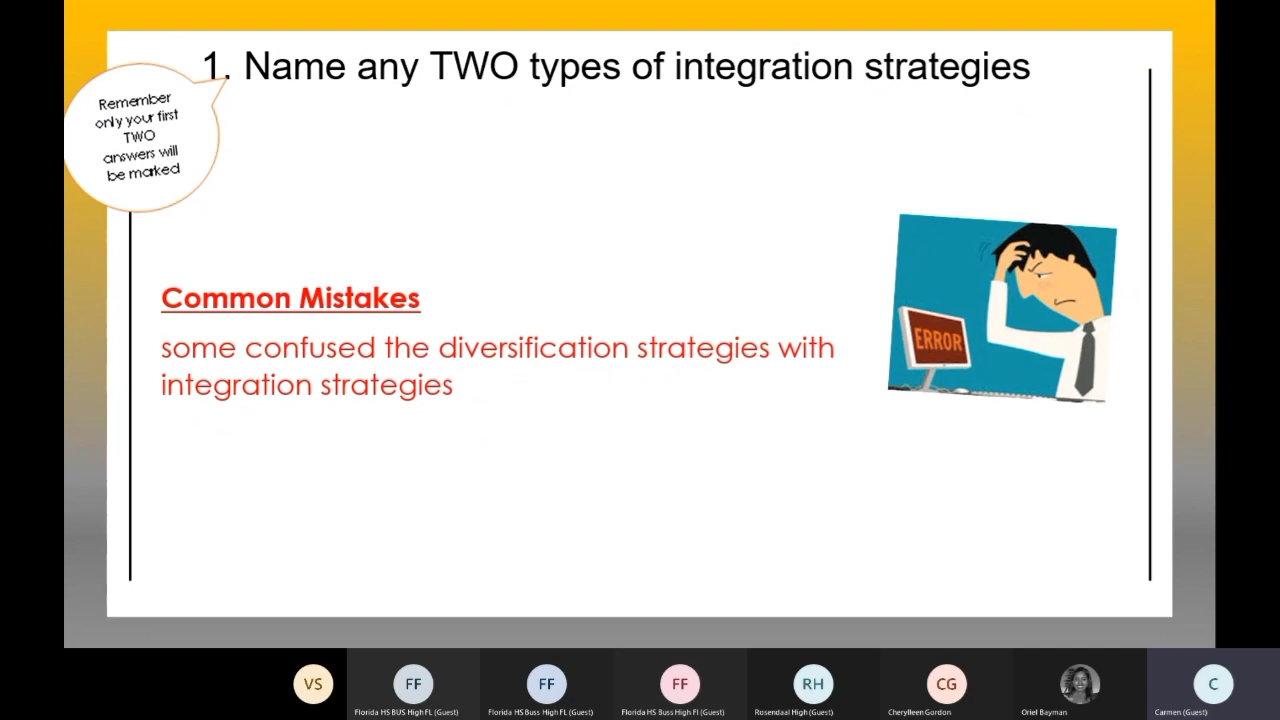 1. Name any TWO types of integration strategies
Remember
only your first
TWO
answers will
be marked
Common Mistakes
some confused the diversification strategies with
integration strategies
ERROR
VS
FF
FF
FF
RH
CG
C
Florida HS BUS High FL (Guest)
Florida HS Buss High FL (Guest)
Florida HS Buss High Fl (Guest)
Rosendaal High (Guest)
Cherylleen Gordon
Oriel Bayman
Carmen (Guest)